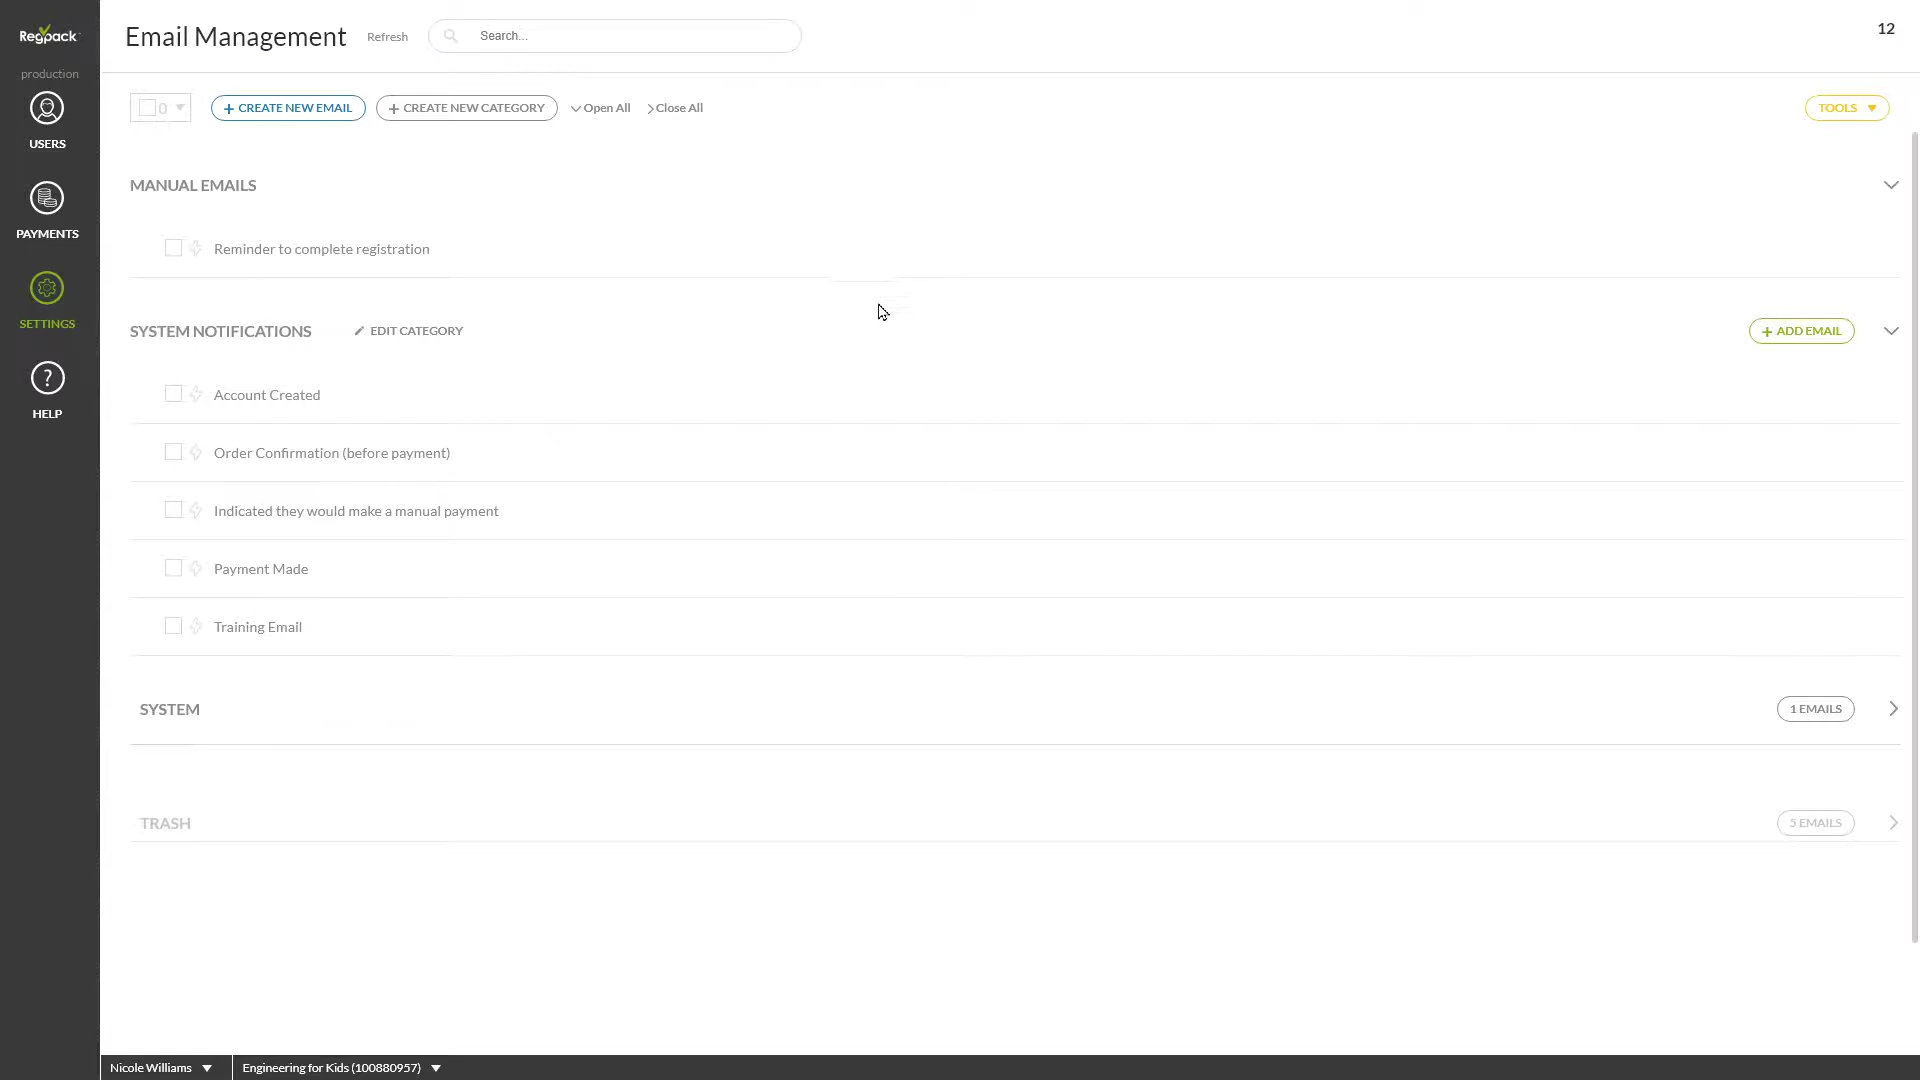 Regpack
production
USERS
PAYMENTS
SETTINGS
? HELP
Email Management Refresh Search... 12
0 + CREATE NEW EMAIL + CREATE NEW CATEGORY Open All Close All TOOLS
MANUAL EMAILS
Reminder to complete registration
SYSTEM NOTIFICATIONS EDIT CATEGORY + ADD EMAIL
Account Created
Order Confirmation (before payment)
Indicated they would make a manual payment
Payment Made
Training Email
SYSTEM 1 EMAILS
TRASH 5 EMAILS
Nicole Williams Engineering for Kids (100880957)